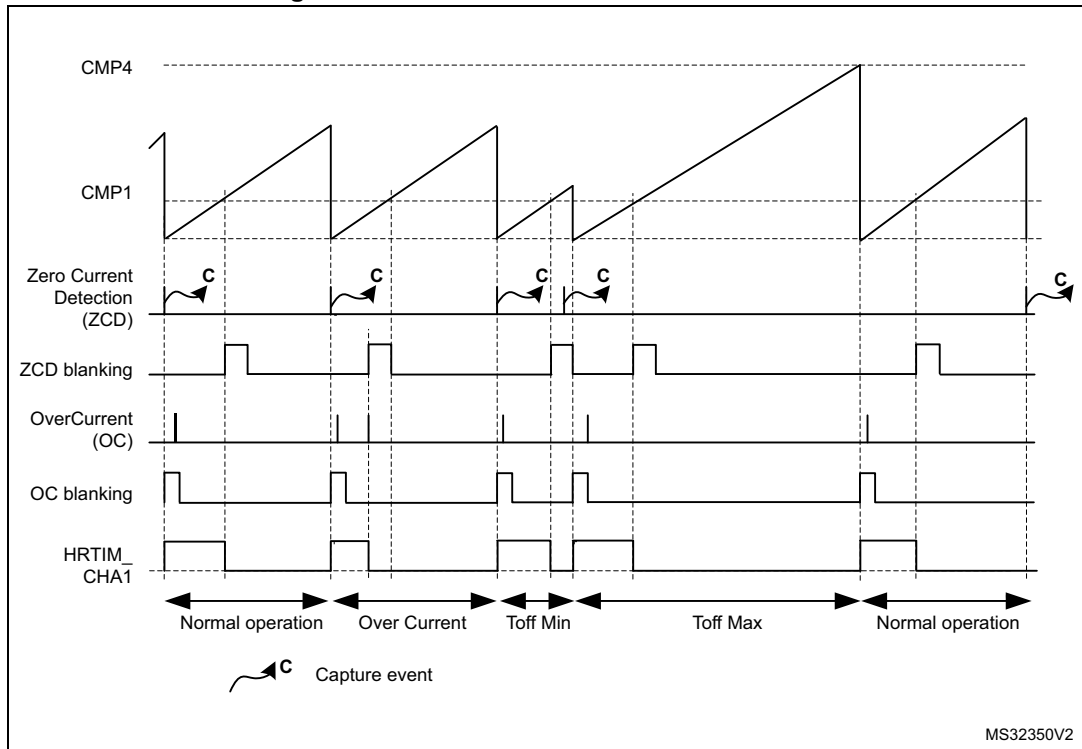 CMP4
CMP1
Zero Current
Detection
(ZCD)
C C C C C
ZCD blanking
OverCurrent
(OC)
OC blanking
HRTIM_
CHA1
Normal operation Over Current Toff Min Toff Max Normal operation
C Capture event
MS32350V2